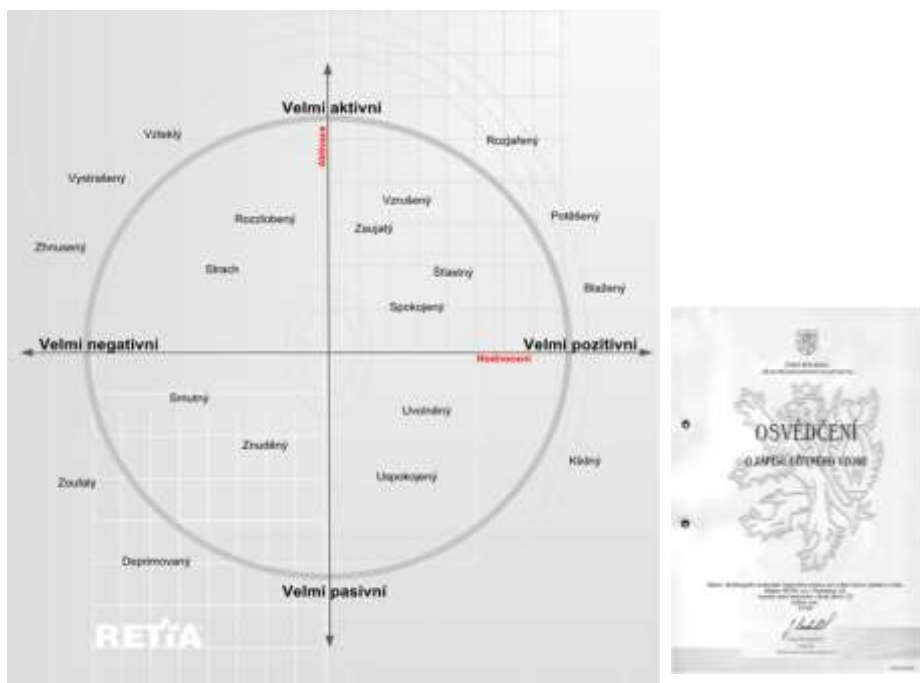 Velmi aktivní
Aktivace
Vzteklý
Rozjařený
Vystrašený
Vzrušený
Rozzlobený
Potěšený
Zaujatý
Zhnusený
Strach
Šťastný
Blažený
Spokojený
Velmi negativní
Velmi pozitivní
Hodnocení
Smutný
Uvolněný
Znuděný
Klidný
Zoufalý
Uspokojený
Deprimovaný
Velmi pasivní
RETIA
OSVĚDČENÍ
O ZÁPISU UŽITNÉHO VZORU